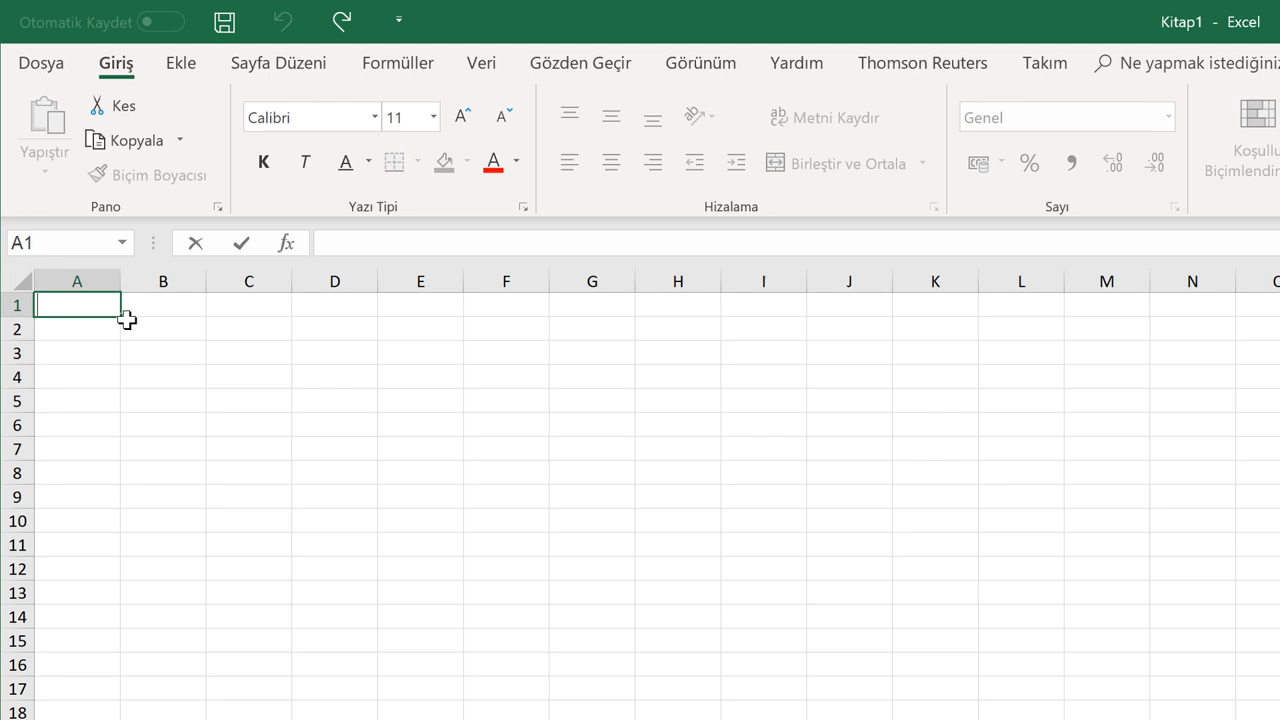 Otomatik Kaydet
Kitap1 - Excel
Dosya Giriş Ekle Sayfa Düzeni Formüller Veri Gözden Geçir Görünüm Yardım Thomson Reuters Takım Ne yapmak istediğiniz
Yapıştır
Kes
Kopyala
Biçim Boyacısı
Pano
Calibri 11
K T A A
Yazı Tipi
ab Metni Kaydır
Birleştir ve Ortala
Hizalama
Genel
%
Sayı
Koşullu
Biçimlendir
A1 fx
A B C D E F G H I J K L M N
1
2
3
4
5
6
7
8
9
10
11
12
13
14
15
16
17
18